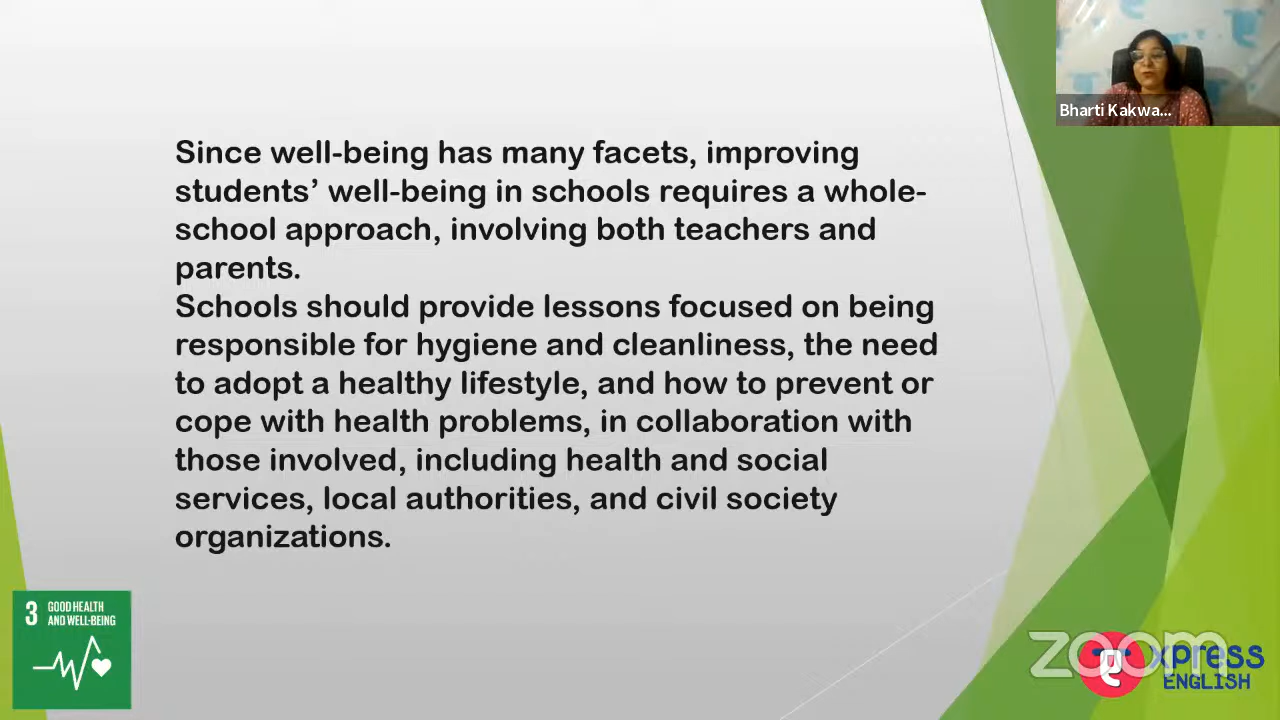 Bharti Kakwa...
Since well-being has many facets, improving
students’ well-being in schools requires a whole-
school approach, involving both teachers and
parents.
Schools should provide lessons focused on being
responsible for hygiene and cleanliness, the need
to adopt a healthy lifestyle, and how to prevent or
cope with health problems, in collaboration with
those involved, including health and social
services, local authorities, and civil society
organizations.
3 GOOD HEALTH
AND WELL-BEING
zoom
xpress
ENGLISH